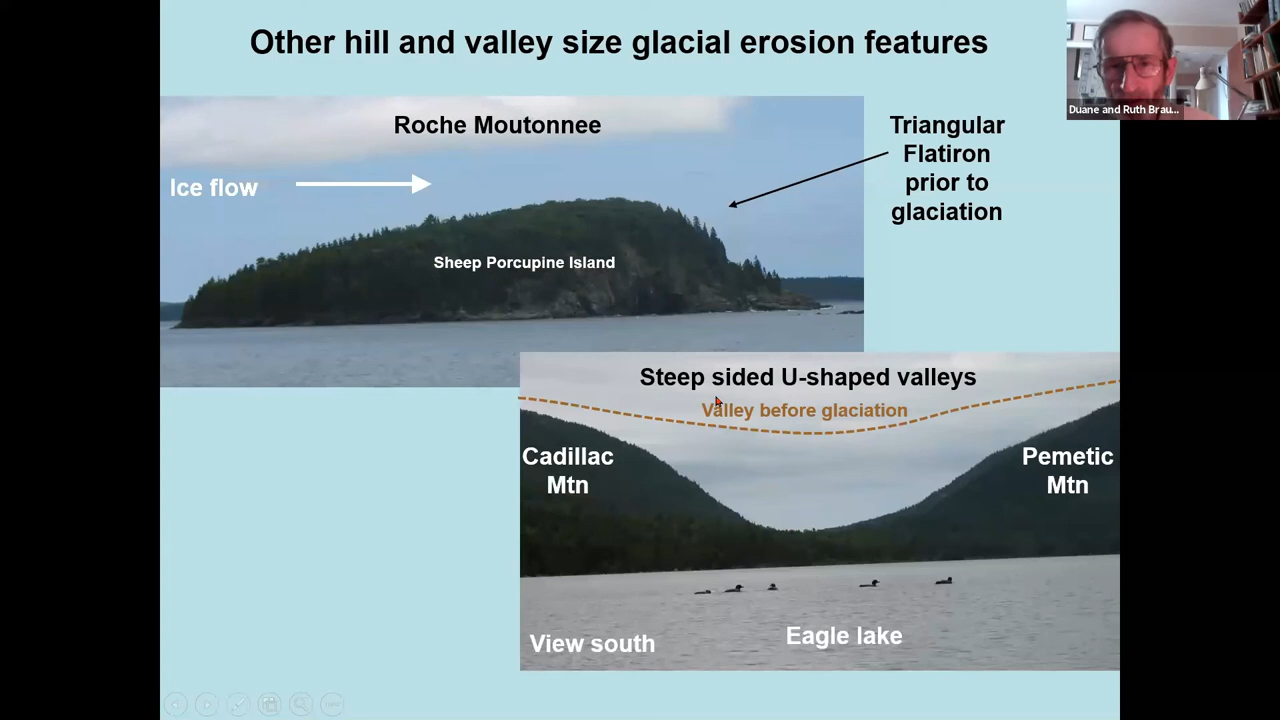 Other hill and valley size glacial erosion features
Duane and Ruth Brau...
Roche Moutonnee
Ice flow
Triangular
Flatiron
prior to
glaciation
Sheep Porcupine Island
Steep sided U-shaped valleys
Valley before glaciation
Cadillac
Mtn
Pemetic
Mtn
View south
Eagle lake